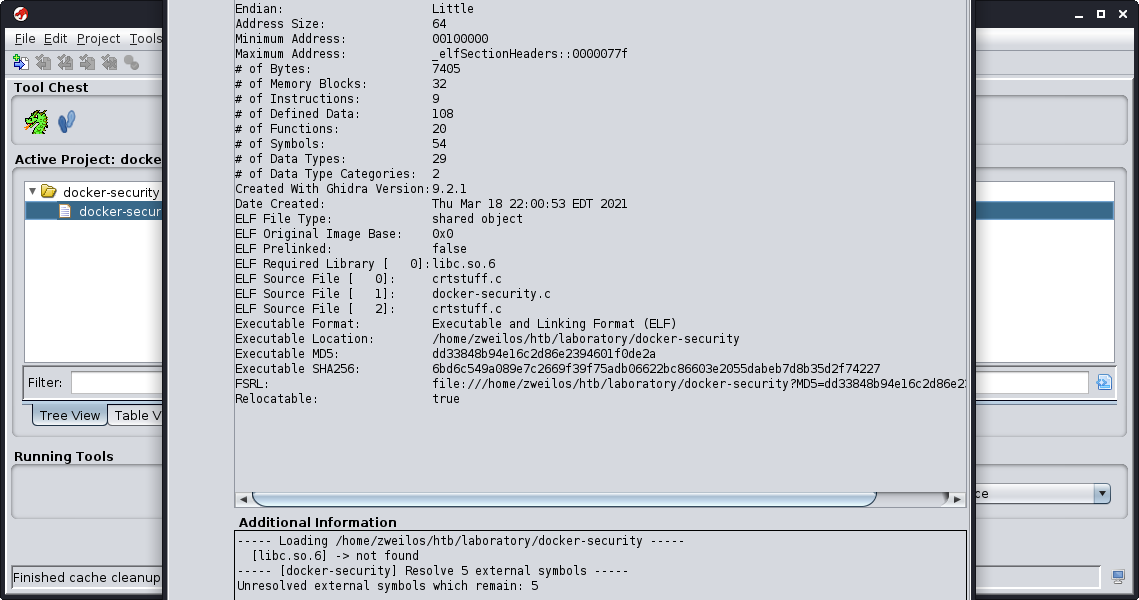 File Edit Project Tools
Tool Chest
Active Project: docke
docker-security
docker-secur
Filter:
Tree View Table V
Running Tools
Finished cache cleanup
Endian: Little
Address Size: 64
Minimum Address: 00100000
Maximum Address: _elfSectionHeaders::0000077f
# of Bytes: 7405
# of Memory Blocks: 32
# of Instructions: 9
# of Defined Data: 108
# of Functions: 20
# of Symbols: 54
# of Data Types: 29
# of Data Type Categories: 2
Created With Ghidra Version: 9.2.1
Date Created: Thu Mar 18 22:00:53 EDT 2021
ELF File Type: shared object
ELF Original Image Base: 0x0
ELF Prelinked: false
ELF Required Library [ 0]: libc.so.6
ELF Source File [ 0]: crtstuff.c
ELF Source File [ 1]: docker-security.c
ELF Source File [ 2]: crtstuff.c
Executable Format: Executable and Linking Format (ELF)
Executable Location: /home/zweilos/htb/laboratory/docker-security
Executable MD5: dd33848b94e16c2d86e2394601f0de2a
Executable SHA256: 6bd6c549a089e7c2669f39f75adb06622bc86603e2055dabeb7d8b35d2f74227
FSRL: file:///home/zweilos/htb/laboratory/docker-security?MD5=dd33848b94e16c2d86e2
Relocatable: true
Additional Information
----- Loading /home/zweilos/htb/laboratory/docker-security -----
[libc.so.6] -> not found
----- [docker-security] Resolve 5 external symbols -----
Unresolved external symbols which remain: 5
ce